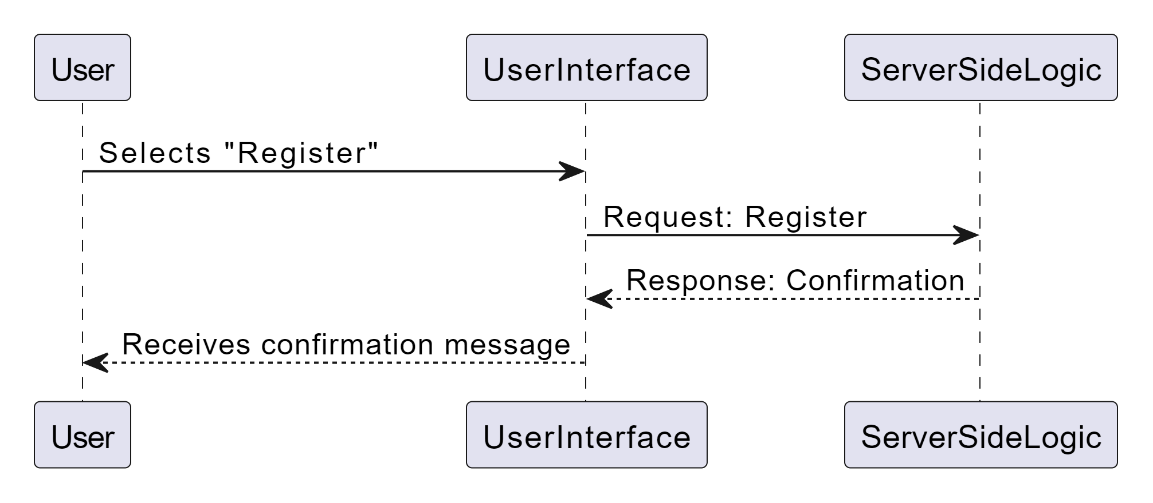 User
UserInterface
ServerSideLogic
Selects "Register"
Request: Register
Response: Confirmation
Receives confirmation message
User
UserInterface
ServerSideLogic